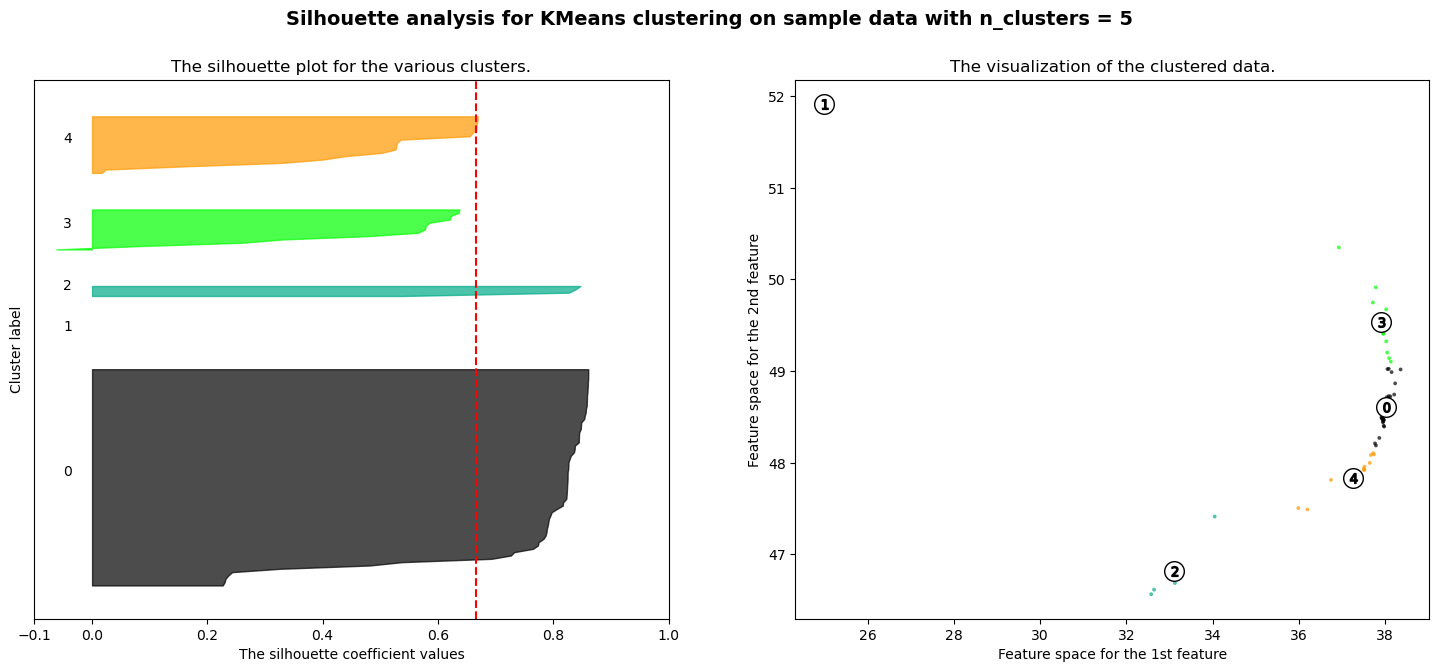 Silhouette analysis for KMeans clustering on sample data with n_clusters = 5
The silhouette plot for the various clusters.
4
3
2
1
0
Cluster label
−0.1 0.0 0.2 0.4 0.6 0.8 1.0
The silhouette coefficient values
The visualization of the clustered data.
52
51
50
49
48
47
Feature space for the 2nd feature
1
3
0
4
2
26 28 30 32 34 36 38
Feature space for the 1st feature